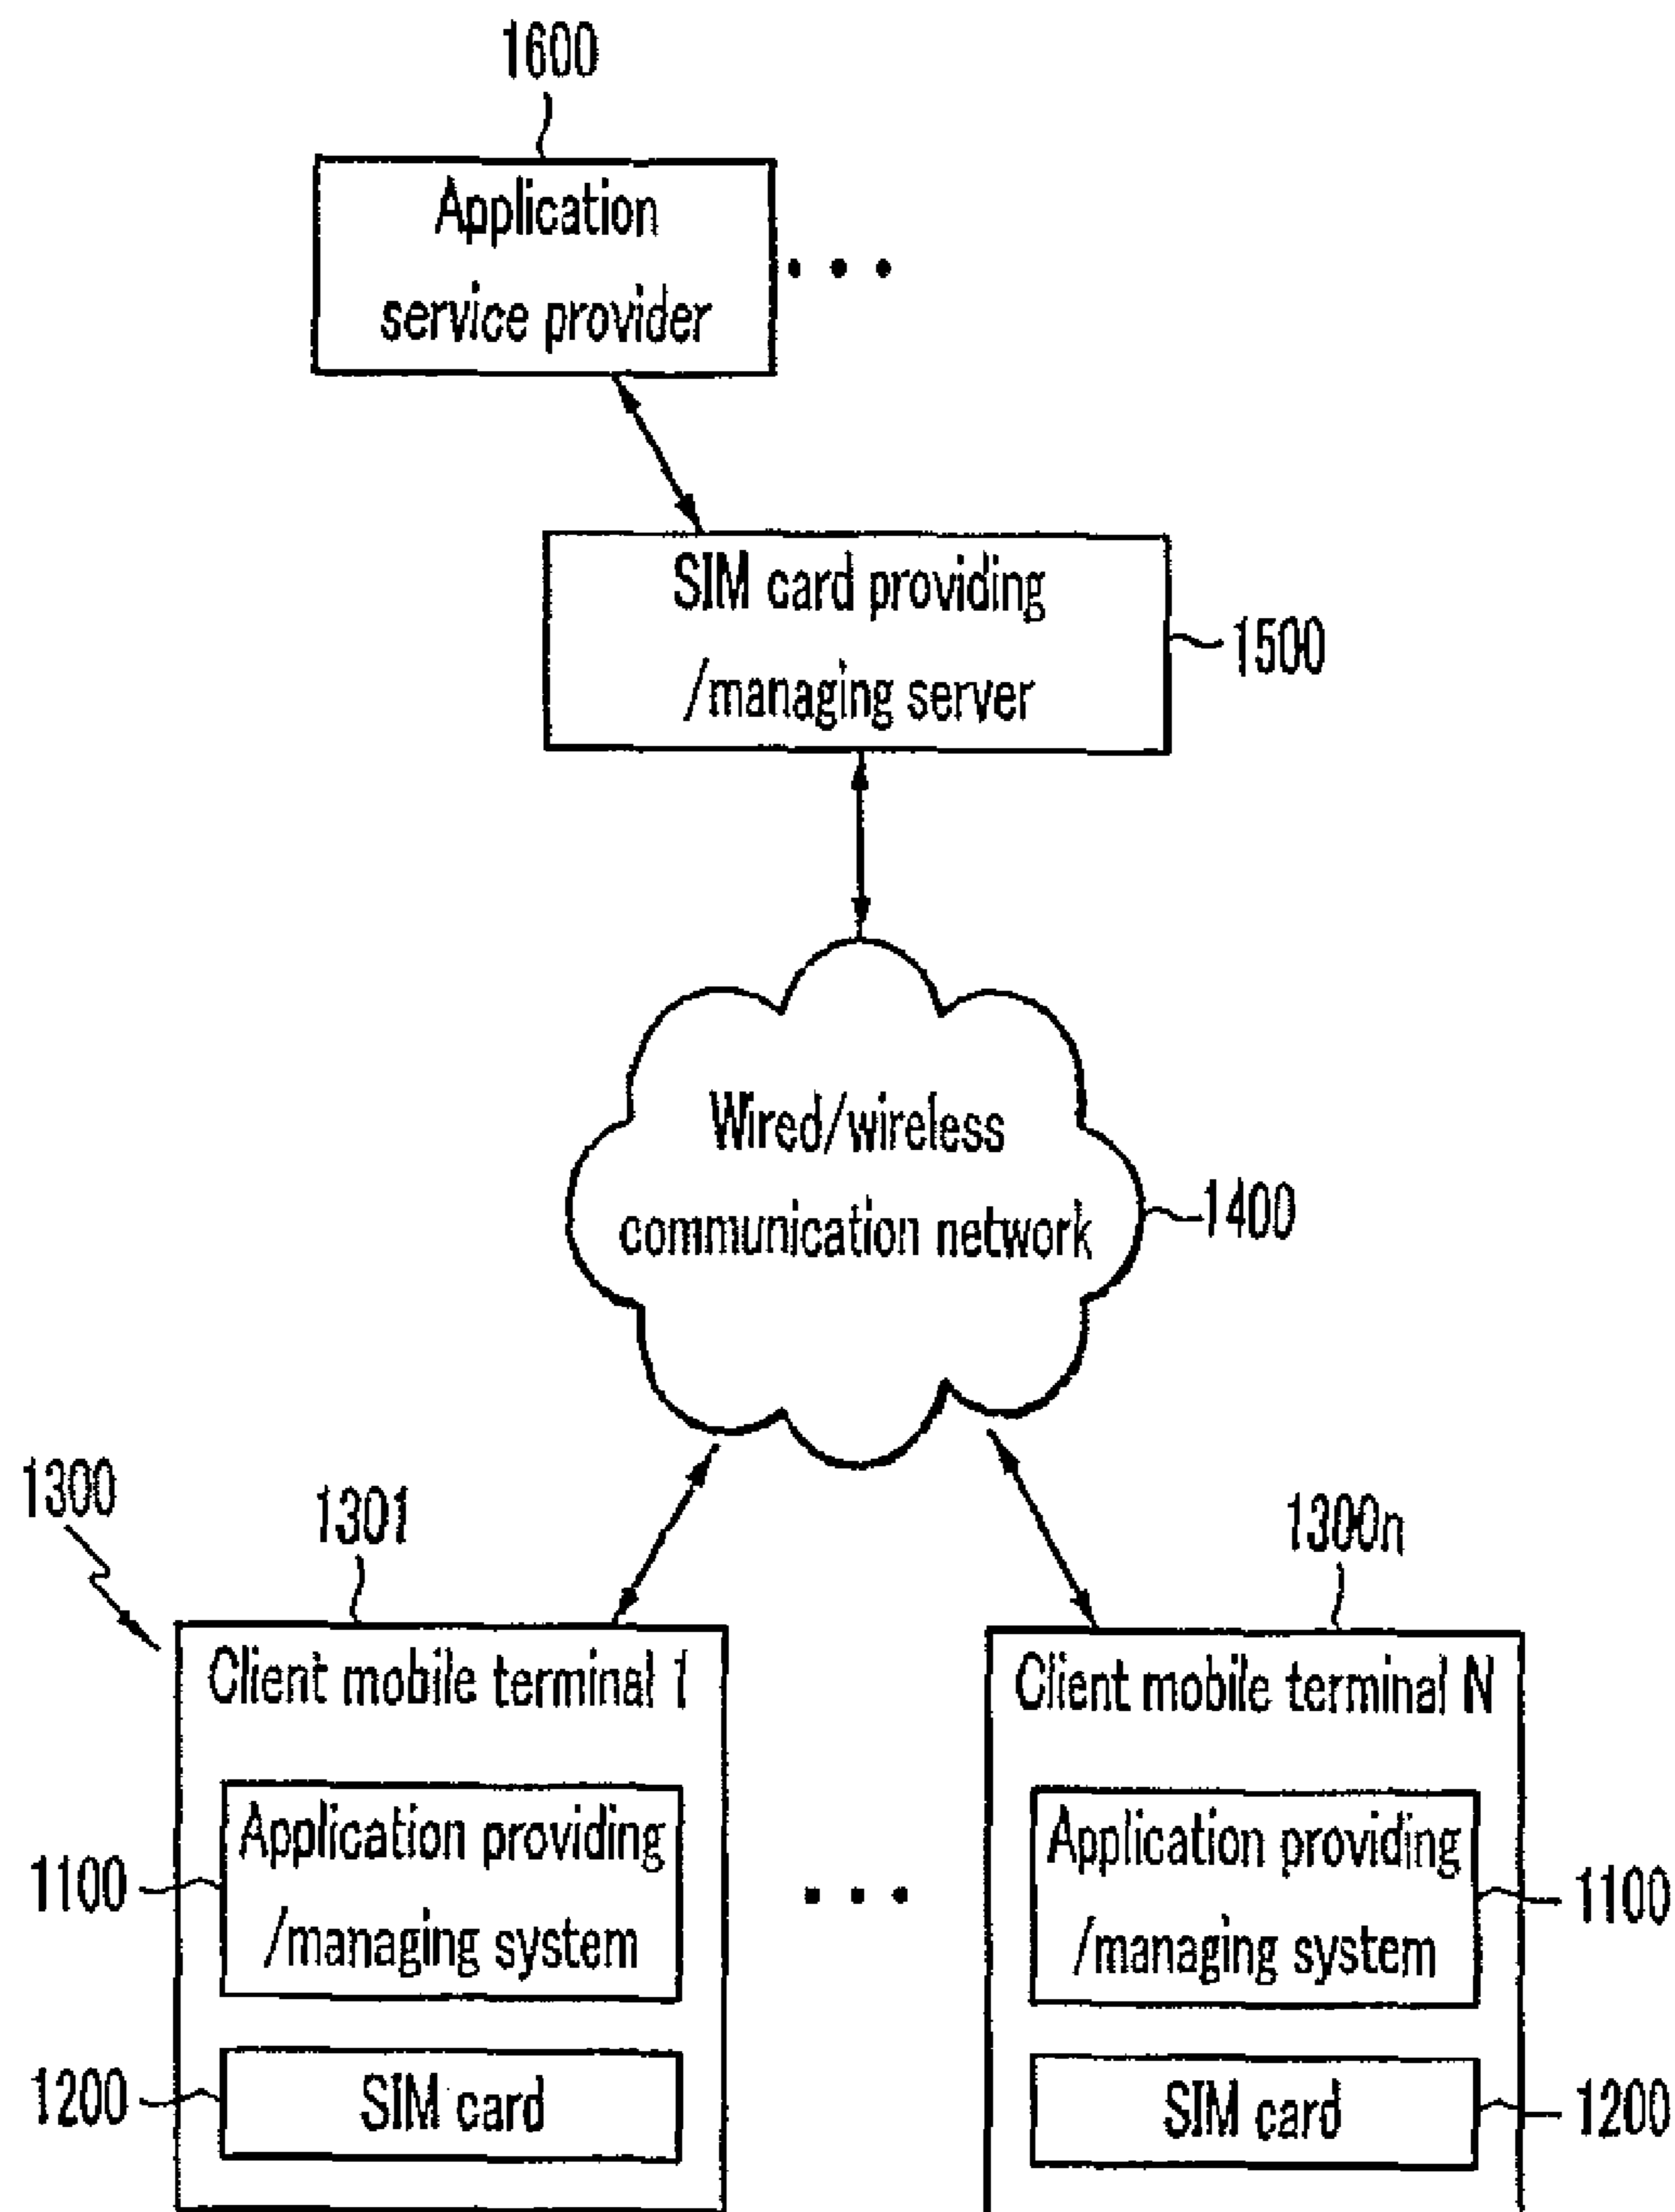 1600
Application
service provider
SIM card providing
/managing server
1500
Wired/wireless
communication network
1400
1300
1301
1300n
Client mobile terminal 1
Application providing
/managing system
1100
SIM card
1200
Client mobile terminal N
Application providing
/managing system
1100
SIM card
1200